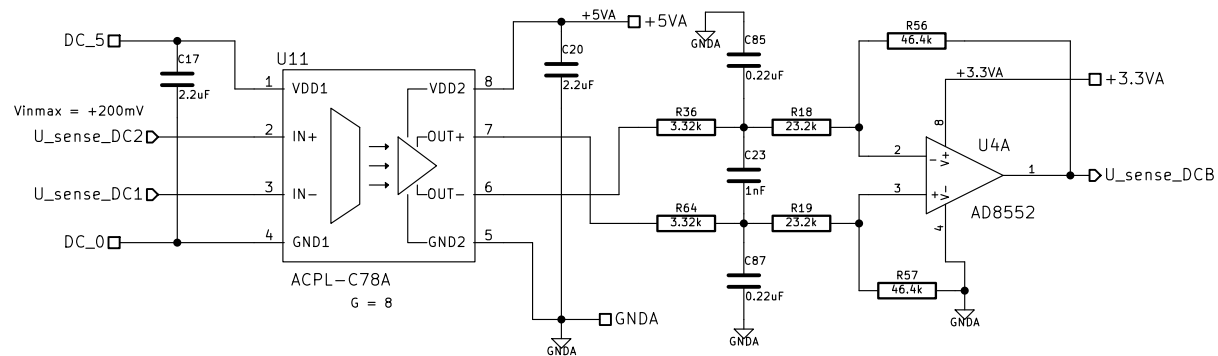 DC_5
C17
2.2uF
Vinmax = +200mV
U_sense_DC2
U_sense_DC1
DC_0
U11
1
2
3
4
VDD1
IN+
IN-
GND1
VDD2
OUT+
OUT-
GND2
8
7
6
5
ACPL-C78A
G = 8
+5VA
+5VA
C20
2.2uF
GNDA
GNDA
GNDA
C85
0.22uF
R36
3.32k
R18
23.2k
C23
1nF
R64
3.32k
R19
23.2k
C87
0.22uF
GNDA
R56
46.4k
+3.3VA
+3.3VA
8
U4A
2
-
V+
3
+
V-
1
4
AD8552
U_sense_DCB
R57
46.4k
GNDA